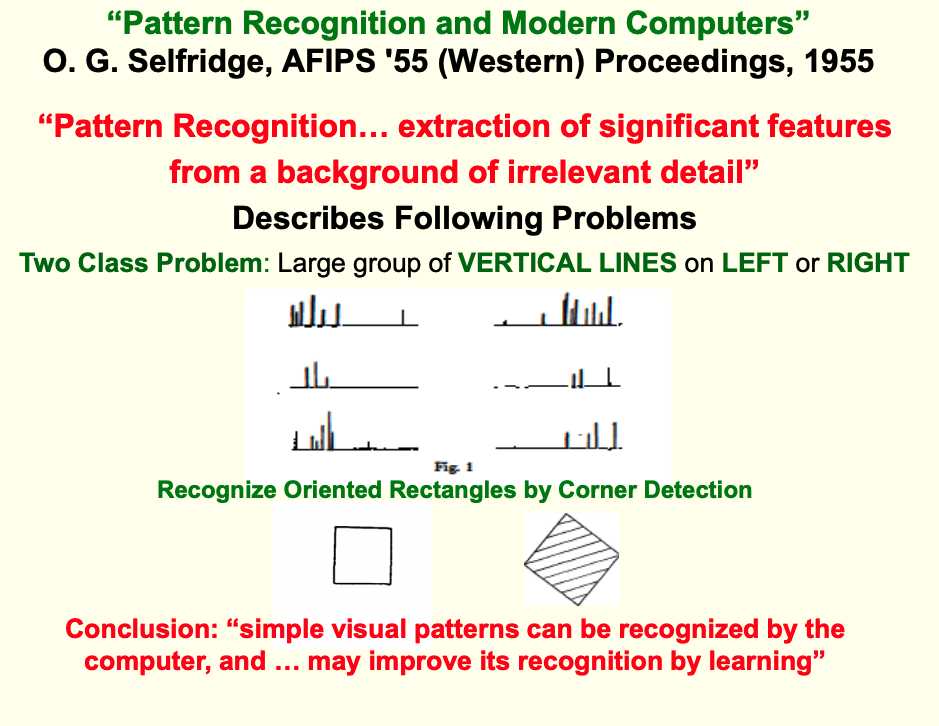 “Pattern Recognition and Modern Computers”
O. G. Selfridge, AFIPS '55 (Western) Proceedings, 1955
“Pattern Recognition… extraction of significant features
from a background of irrelevant detail”
Describes Following Problems
Two Class Problem: Large group of VERTICAL LINES on LEFT or RIGHT
Fig. 1
Recognize Oriented Rectangles by Corner Detection
Conclusion: “simple visual patterns can be recognized by the
computer, and … may improve its recognition by learning”